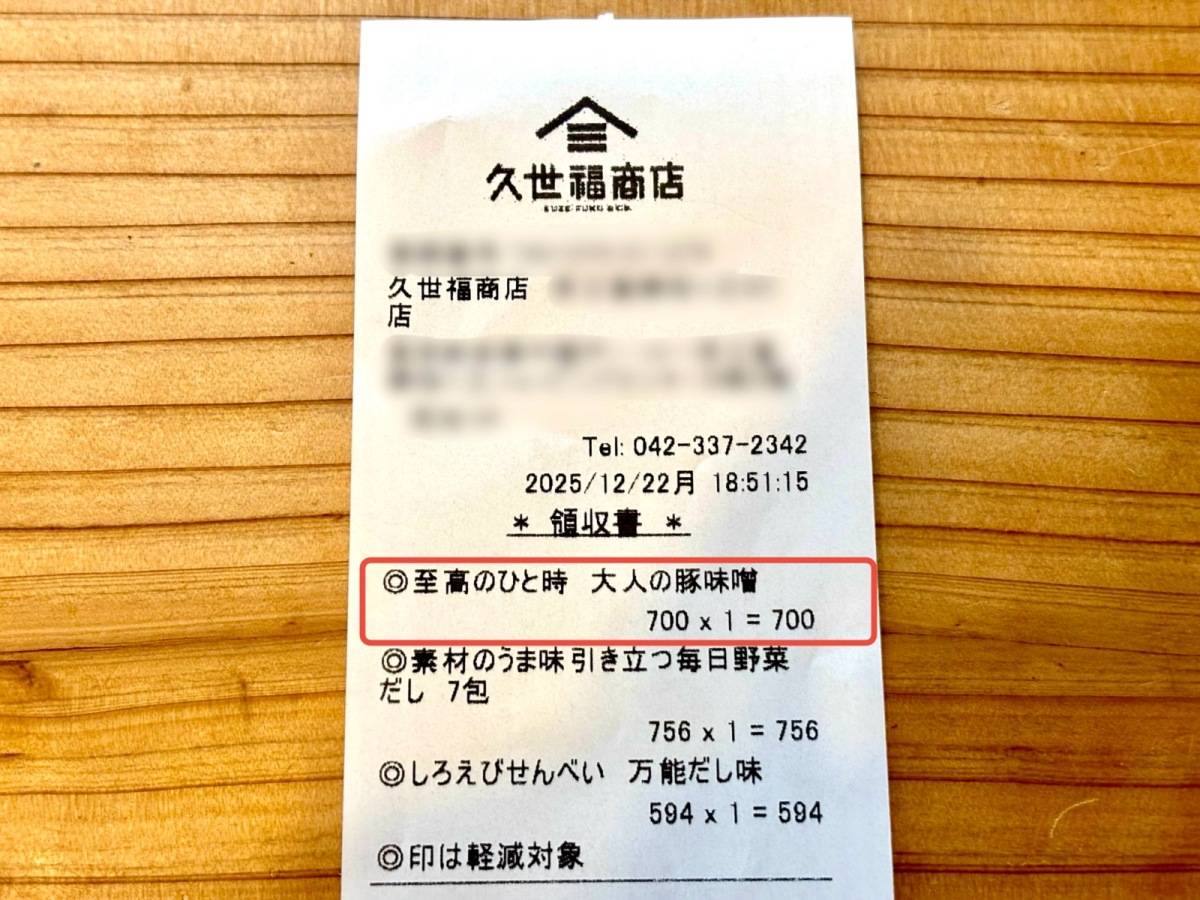 久世福商店
久世福商店
店
Tel: 042-337-2342
2025/12/22月 18:51:15
* 領収書 *
◎至高のひと時 大人の豚味噌
700 x 1 = 700
◎素材のうま味引き立つ毎日野菜
だし 7包
756 x 1 = 756
◎しろえびせんべい 万能だし味
594 x 1 = 594
◎印は軽減対象